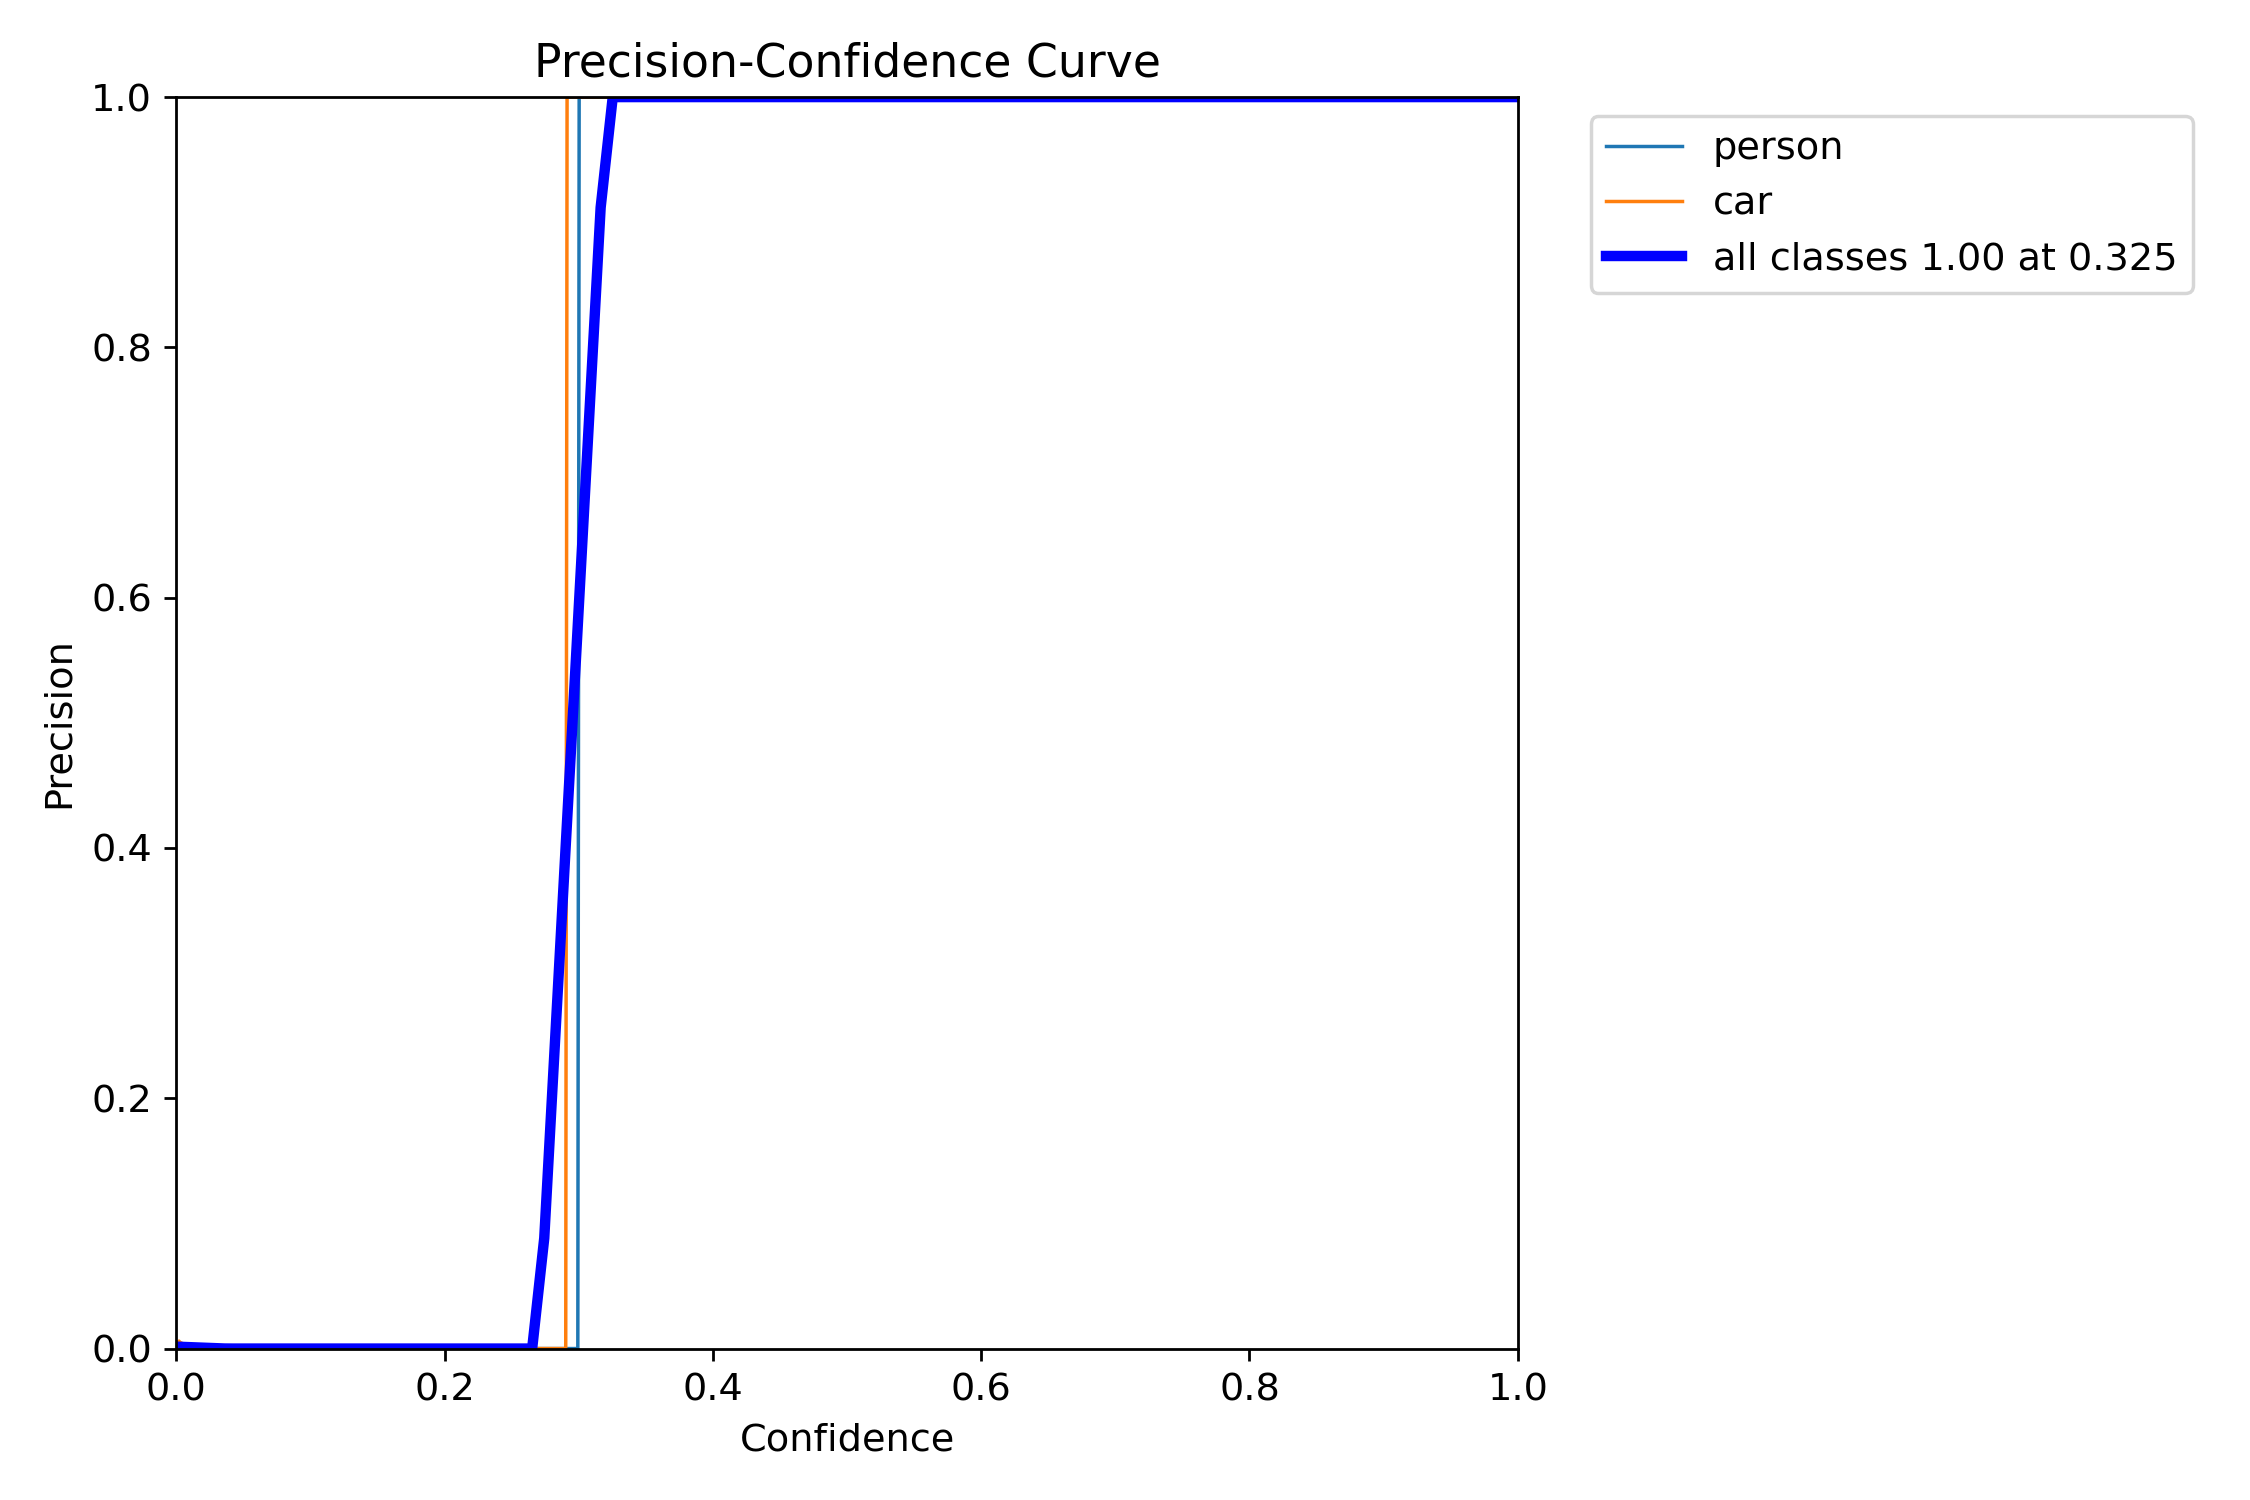 Precision-Confidence Curve
1.0
0.8
0.6
0.4
0.2
0.0
Precision
0.0 0.2 0.4 0.6 0.8 1.0
Confidence
person
car
all classes 1.00 at 0.325